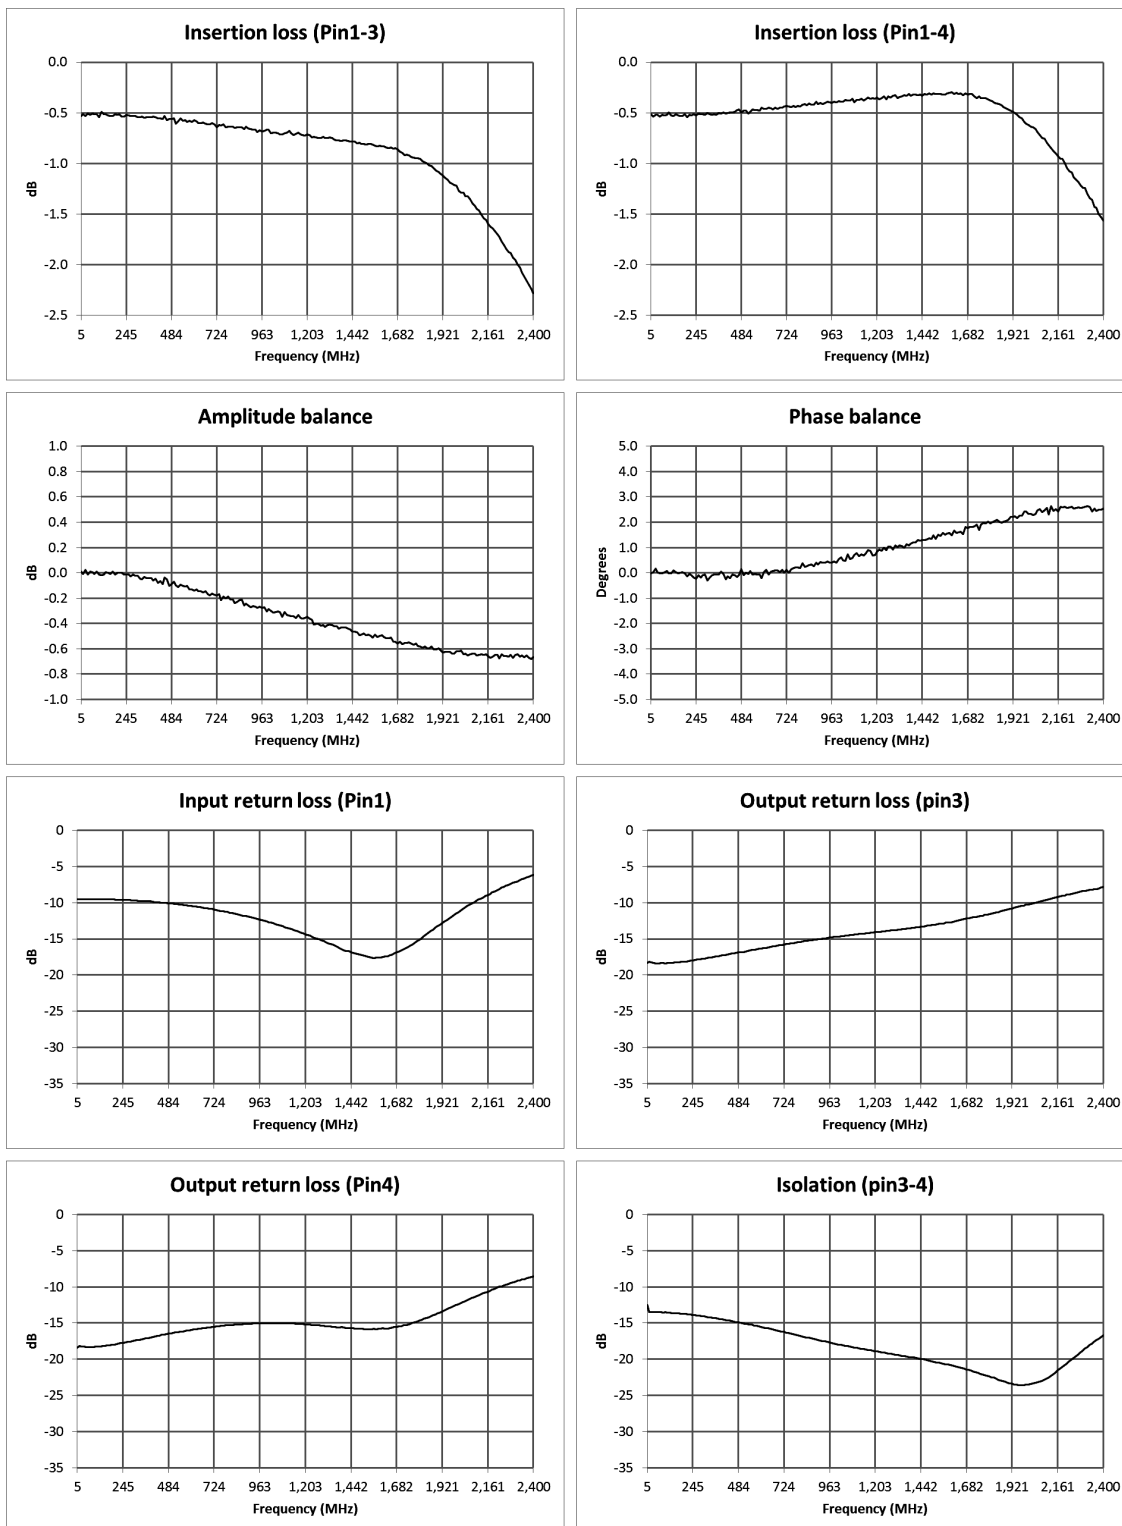 Insertion loss (Pin1-3)
0.0
-0.5
-1.0
-1.5
-2.0
-2.5
dB
5 245 484 724 963 1,203 1,442 1,682 1,921 2,161 2,400
Frequency (MHz)
Insertion loss (Pin1-4)
0.0
-0.5
-1.0
-1.5
-2.0
-2.5
dB
5 245 484 724 963 1,203 1,442 1,682 1,921 2,161 2,400
Frequency (MHz)
Amplitude balance
1.0
0.8
0.6
0.4
0.2
0.0
-0.2
-0.4
-0.6
-0.8
-1.0
dB
5 245 484 724 963 1,203 1,442 1,682 1,921 2,161 2,400
Frequency (MHz)
Phase balance
5.0
4.0
3.0
2.0
1.0
0.0
-1.0
-2.0
-3.0
-4.0
-5.0
Degrees
5 245 484 724 963 1,203 1,442 1,682 1,921 2,161 2,400
Frequency (MHz)
Input return loss (Pin1)
0
-5
-10
-15
-20
-25
-30
-35
dB
5 245 484 724 963 1,203 1,442 1,682 1,921 2,161 2,400
Frequency (MHz)
Output return loss (pin3)
0
-5
-10
-15
-20
-25
-30
-35
dB
5 245 484 724 963 1,203 1,442 1,682 1,921 2,161 2,400
Frequency (MHz)
Output return loss (Pin4)
0
-5
-10
-15
-20
-25
-30
-35
dB
5 245 484 724 963 1,203 1,442 1,682 1,921 2,161 2,400
Frequency (MHz)
Isolation (pin3-4)
0
-5
-10
-15
-20
-25
-30
-35
dB
5 245 484 724 963 1,203 1,442 1,682 1,921 2,161 2,400
Frequency (MHz)